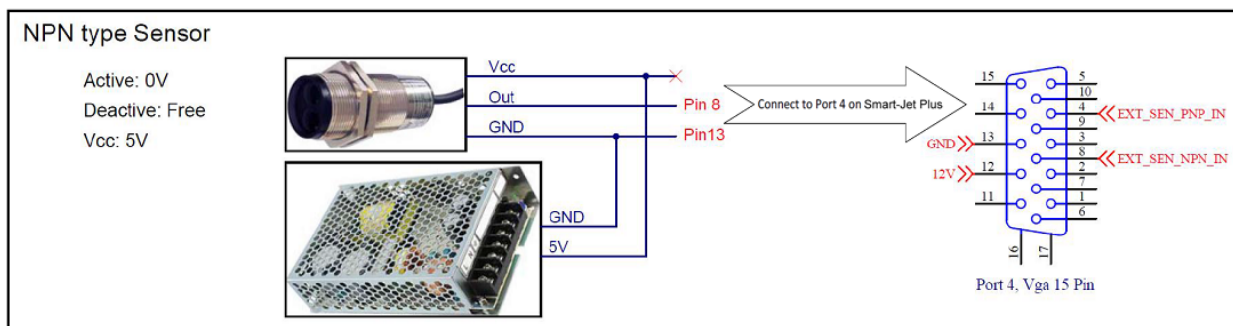 NPN type Sensor
Active: 0V
Deactive: Free
Vcc: 5V
Vcc
Out
GND
Pin 8
Pin13
GND
5V
Connect to Port 4 on Smart-Jet Plus
15
14
13
12
11
5
10
4
9
3
8
2
7
1
6
16
17
GND
12V
EXT_SEN_PNP_IN
EXT_SEN_NPN_IN
Port 4, Vga 15 Pin